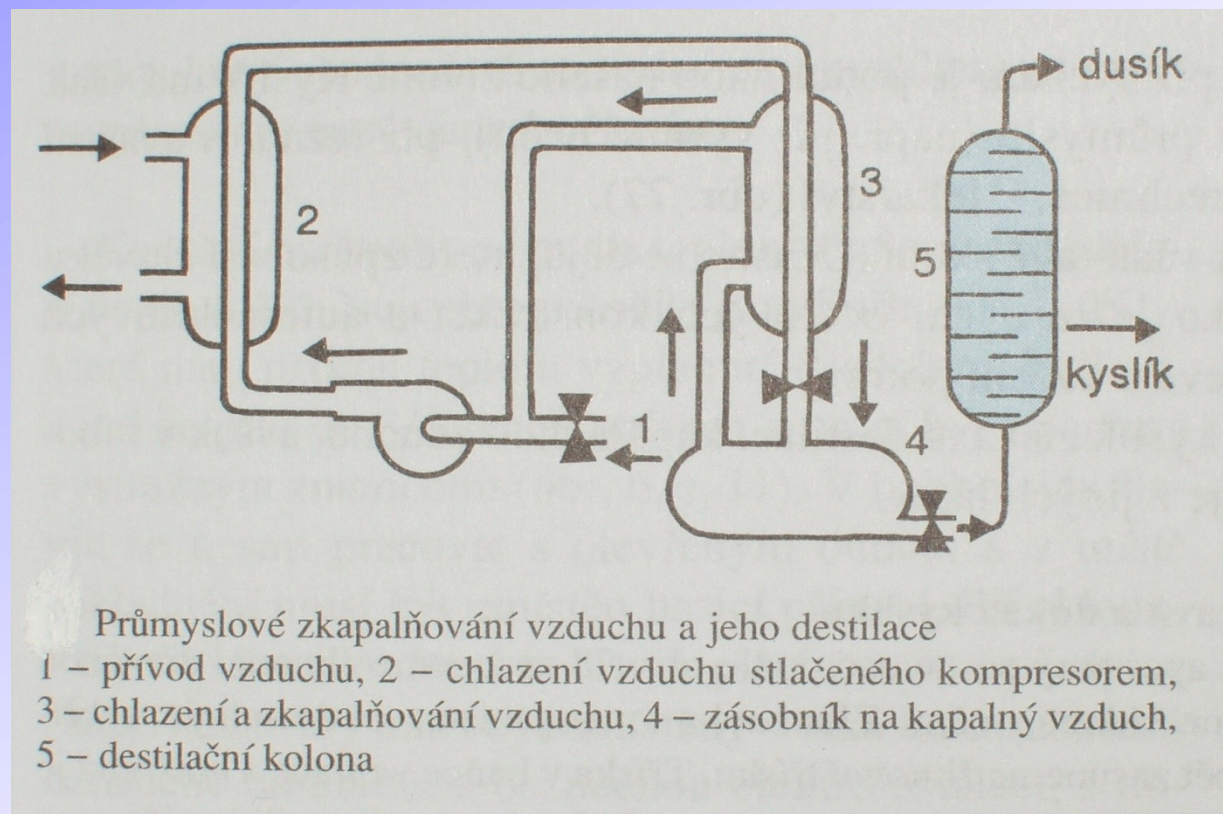 dusík
2
3
5
kyslík
1
4
Průmyslové zkapalňování vzduchu a jeho destilace
1 – přívod vzduchu, 2 – chlazení vzduchu stlačeného kompresorem,
3 – chlazení a zkapalňování vzduchu, 4 – zásobník na kapalný vzduch,
5 – destilační kolona